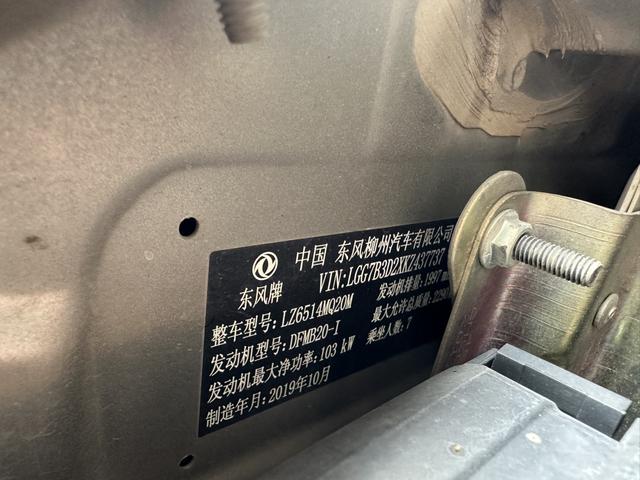 中国 东风柳州汽车有限公司
东风牌 VIN:LGG7B3D2XKZ437737
整车型号:LZ6514MQ20M 发动机排量:1997
发动机型号:DFMB20-I 最大允许总质量:
发动机最大净功率:103 kW 乘坐人数:7
制造年月:2019年10月